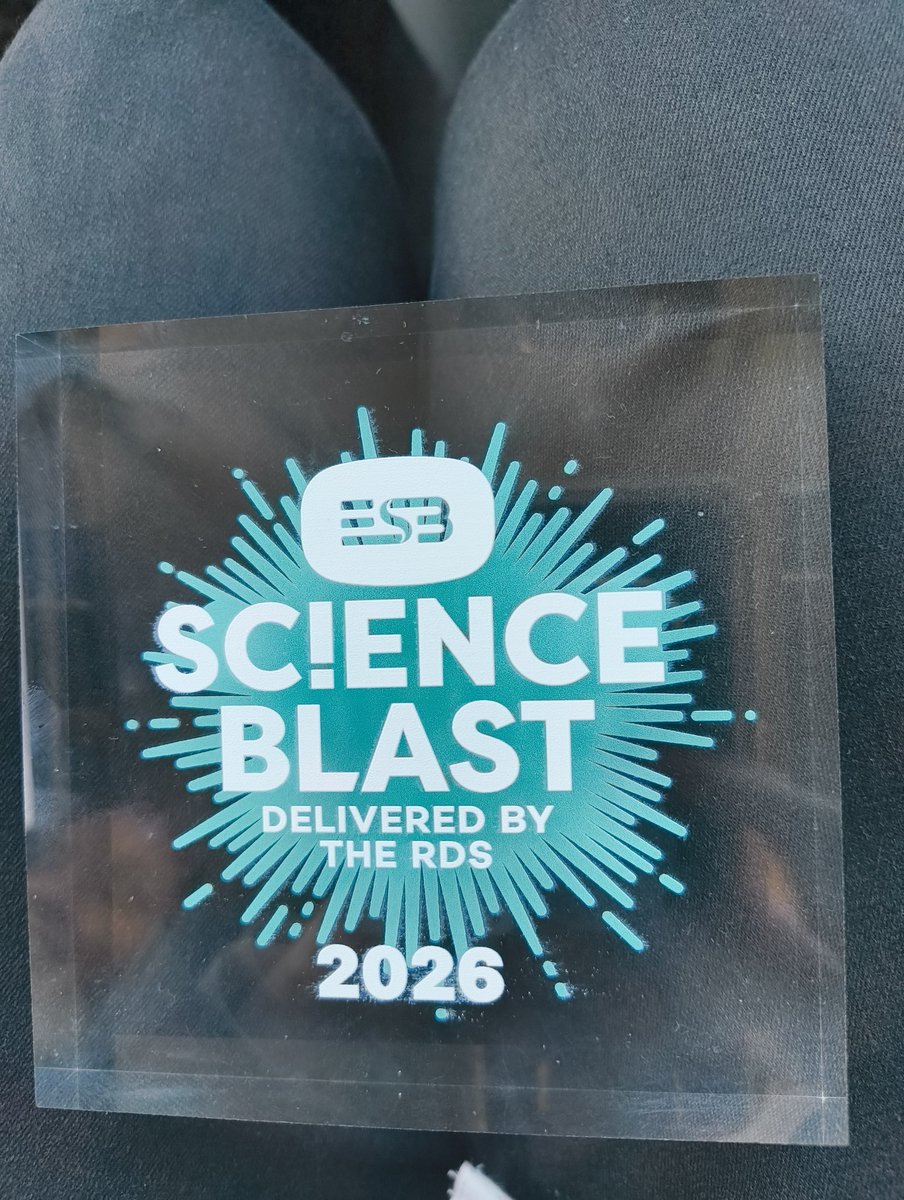 ESB
SC!ENCE
BLAST
DELIVERED BY
THE RDS
2026